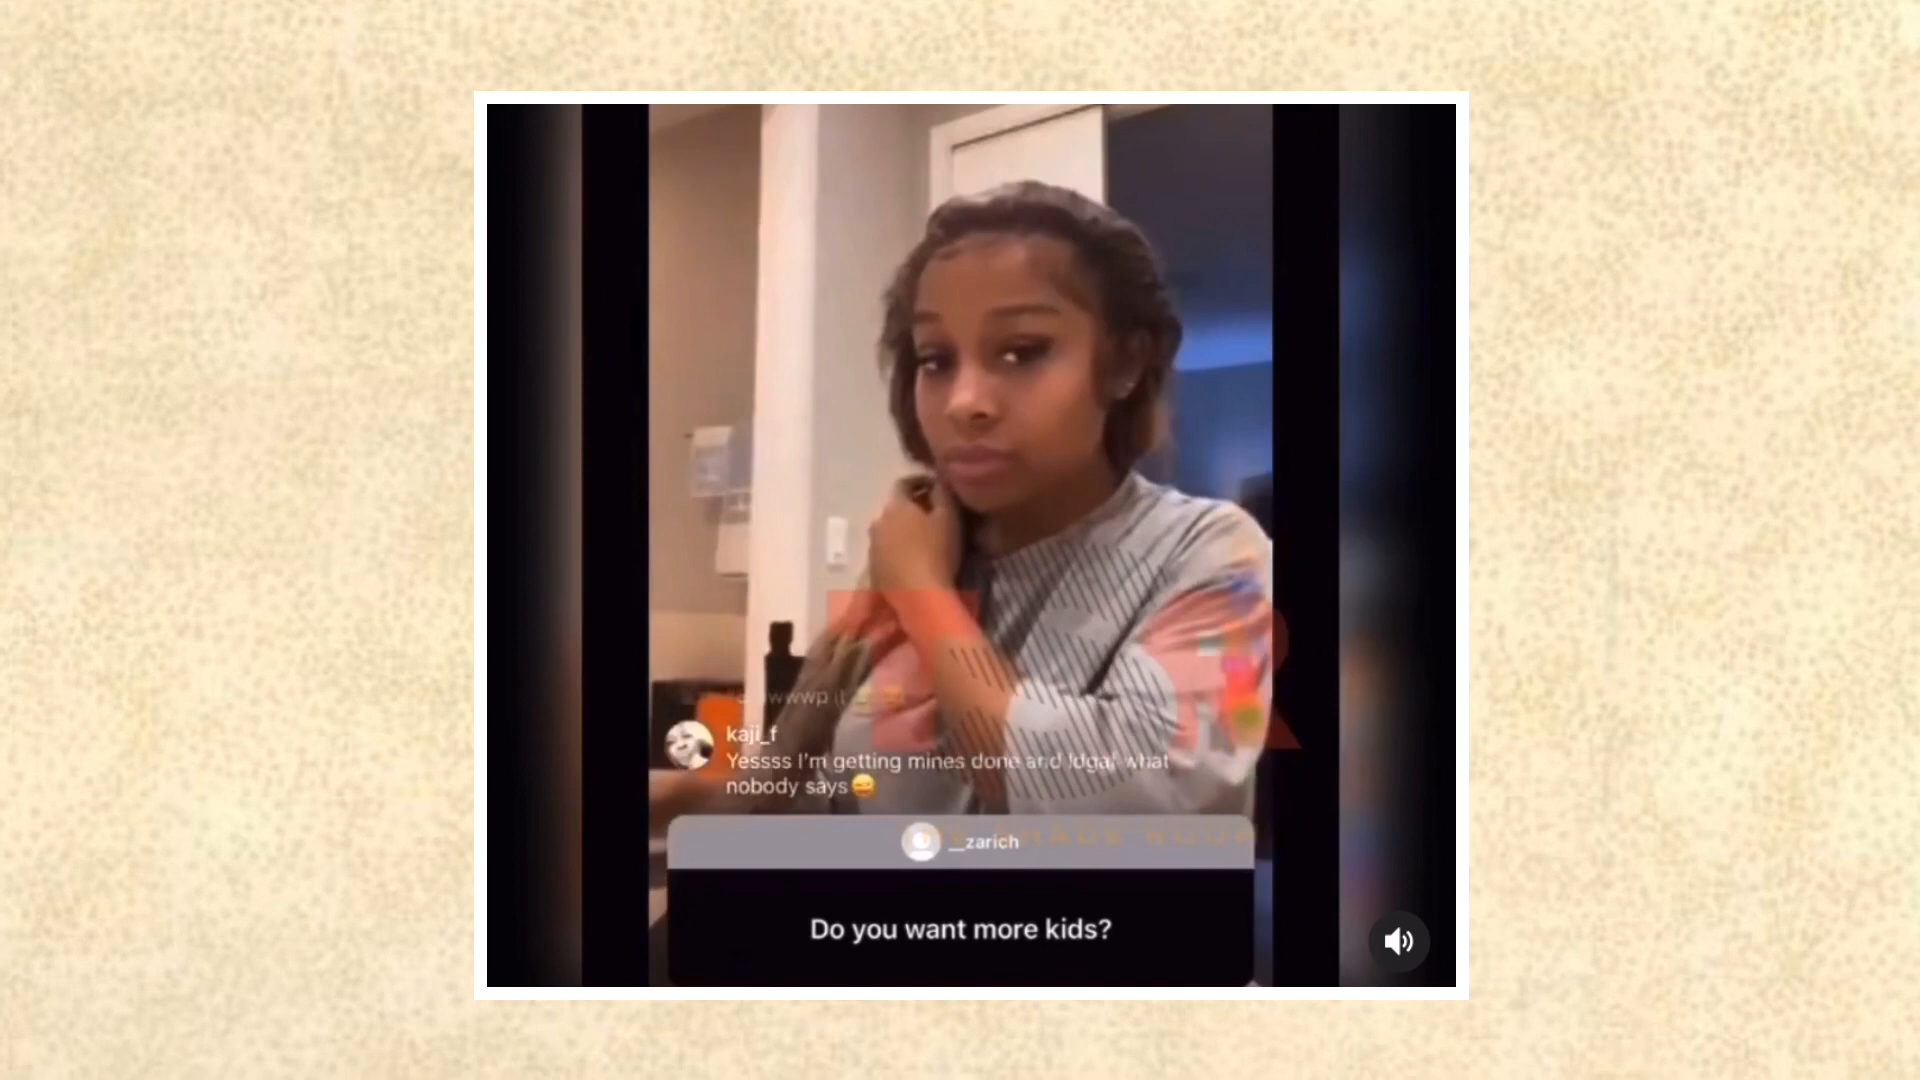 kaji_f
Yessss I'm getting mines done and Idgaf what
nobody says😄
__zarich
Do you want more kids?